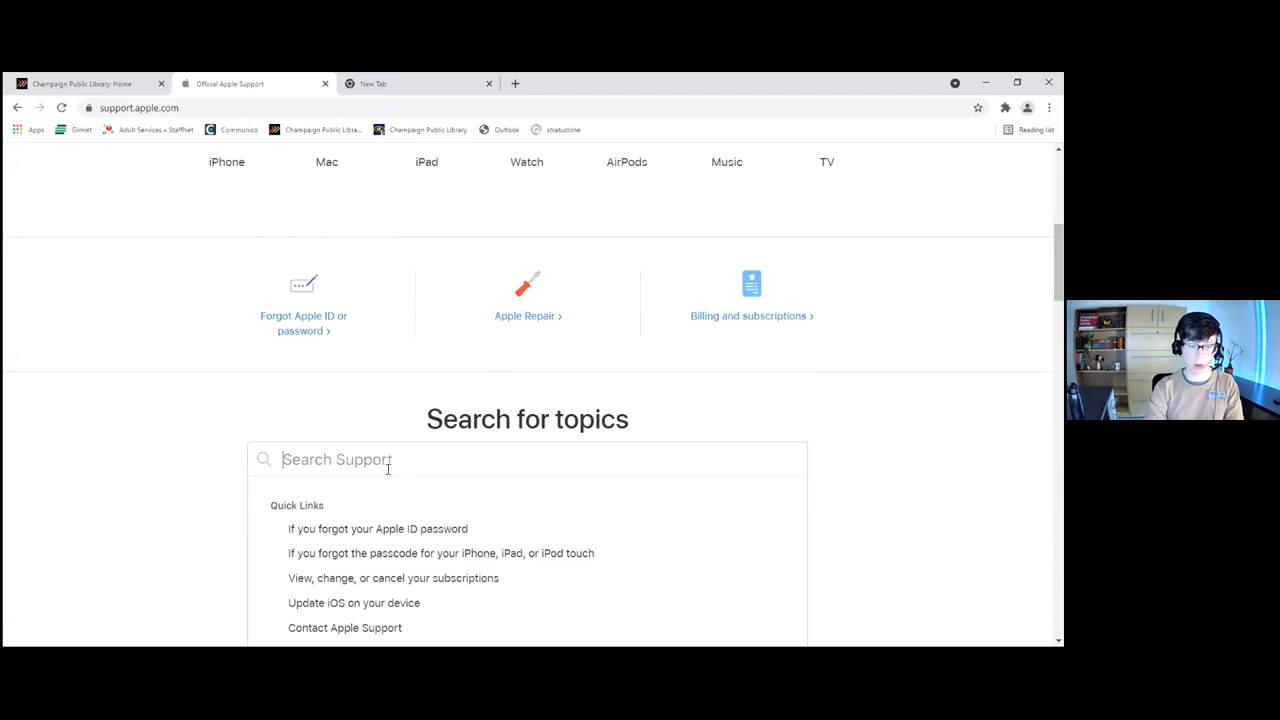 Champaign Public Library: Home
Official Apple Support
New Tab
support.apple.com
Apps
Gimlet
Adult Services » StaffNet
Communico
Champaign Public Libra...
Champaign Public Library
Outlook
stratustime
Reading list
iPhone
Mac
iPad
Watch
AirPods
Music
TV
Forgot Apple ID or
password ›
Apple Repair ›
Billing and subscriptions ›
Search for topics
Search Support
Quick Links
If you forgot your Apple ID password
If you forgot the passcode for your iPhone, iPad, or iPod touch
View, change, or cancel your subscriptions
Update iOS on your device
Contact Apple Support